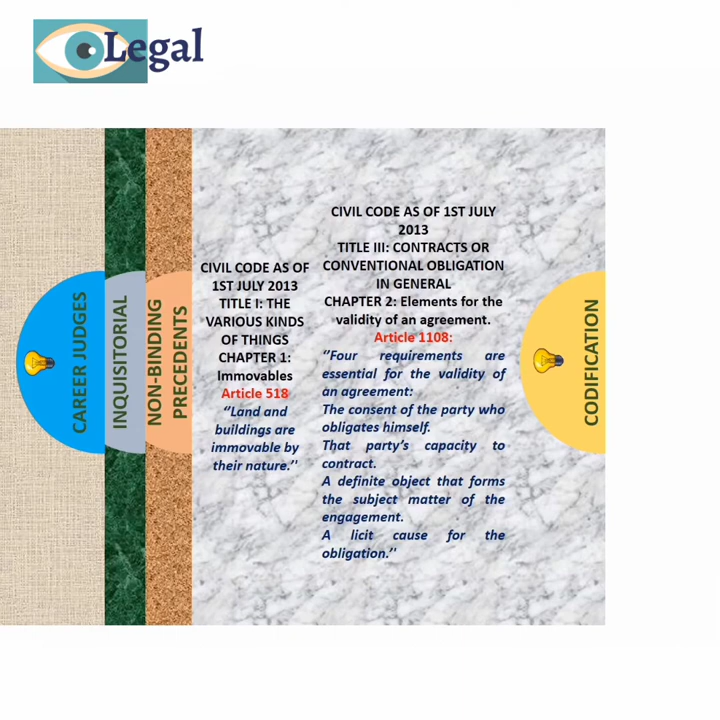 Legal
CAREER JUDGES
INQUISITORIAL
NON-BINDING
PRECEDENTS
CIVIL CODE AS OF
1ST JULY 2013
TITLE I: THE
VARIOUS KINDS
OF THINGS
CHAPTER 1:
Immovables
Article 518
‘’Land and
buildings are
immovable by
their nature.’’
CIVIL CODE AS OF 1ST JULY
2013
TITLE III: CONTRACTS OR
CONVENTIONAL OBLIGATION
IN GENERAL
CHAPTER 2: Elements for the
validity of an agreement.
Article 1108:
‘’Four requirements are
essential for the validity of
an agreement:
The consent of the party who
obligates himself.
That party’s capacity to
contract.
A definite object that forms
the subject matter of the
engagement.
A licit cause for the
obligation.’’
CODIFICATION